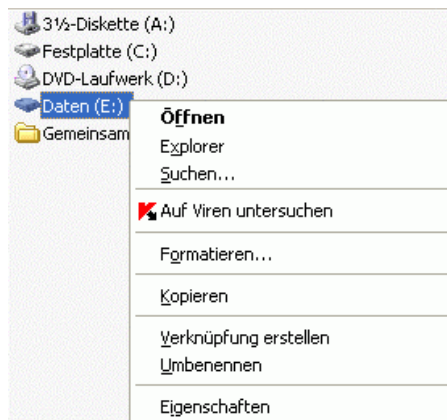 3½-Diskette (A:)
Festplatte (C:)
DVD-Laufwerk (D:)
Daten (E:)
Gemeinsam
Öffnen
Explorer
Suchen...
Auf Viren untersuchen
Formatieren...
Kopieren
Verknüpfung erstellen
Umbenennen
Eigenschaften